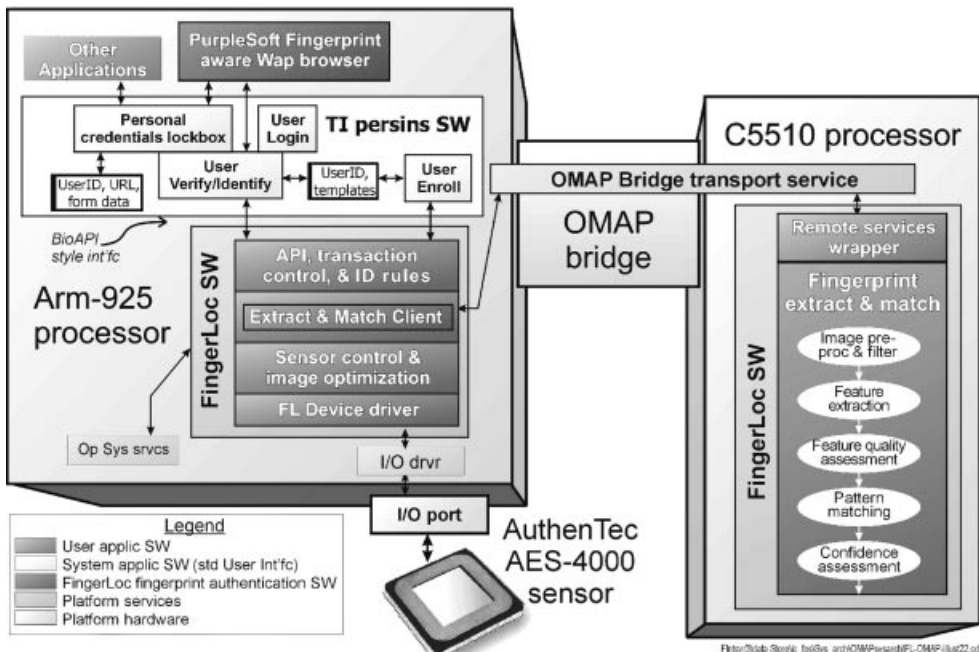 Other
Applications
PurpleSoft Fingerprint
aware Wap browser
Personal
credentials lockbox
User
Login
TI persins SW
User
Verify/Identify
UserID, URL,
form data
UserID,
templates
User
Enroll
BioAPI
style int'fc
Arm-925
processor
FingerLoc SW
API, transaction
control, & ID rules
Extract & Match Client
Sensor control &
image optimization
FL Device driver
Op Sys srvcs
I/O drvr
I/O port
AuthenTec
AES-4000
sensor
OMAP Bridge transport service
OMAP
bridge
C5510 processor
Remote services
wrapper
Fingerprint
extract & match
FingerLoc SW
Image pre-
proc & filter
Feature
extraction
Feature quality
assessment
Pattern
matching
Confidence
assessment
Legend
User applic SW
System applic SW (std User Int'fc)
FingerLoc fingerprint authentication SW
Platform services
Platform hardware